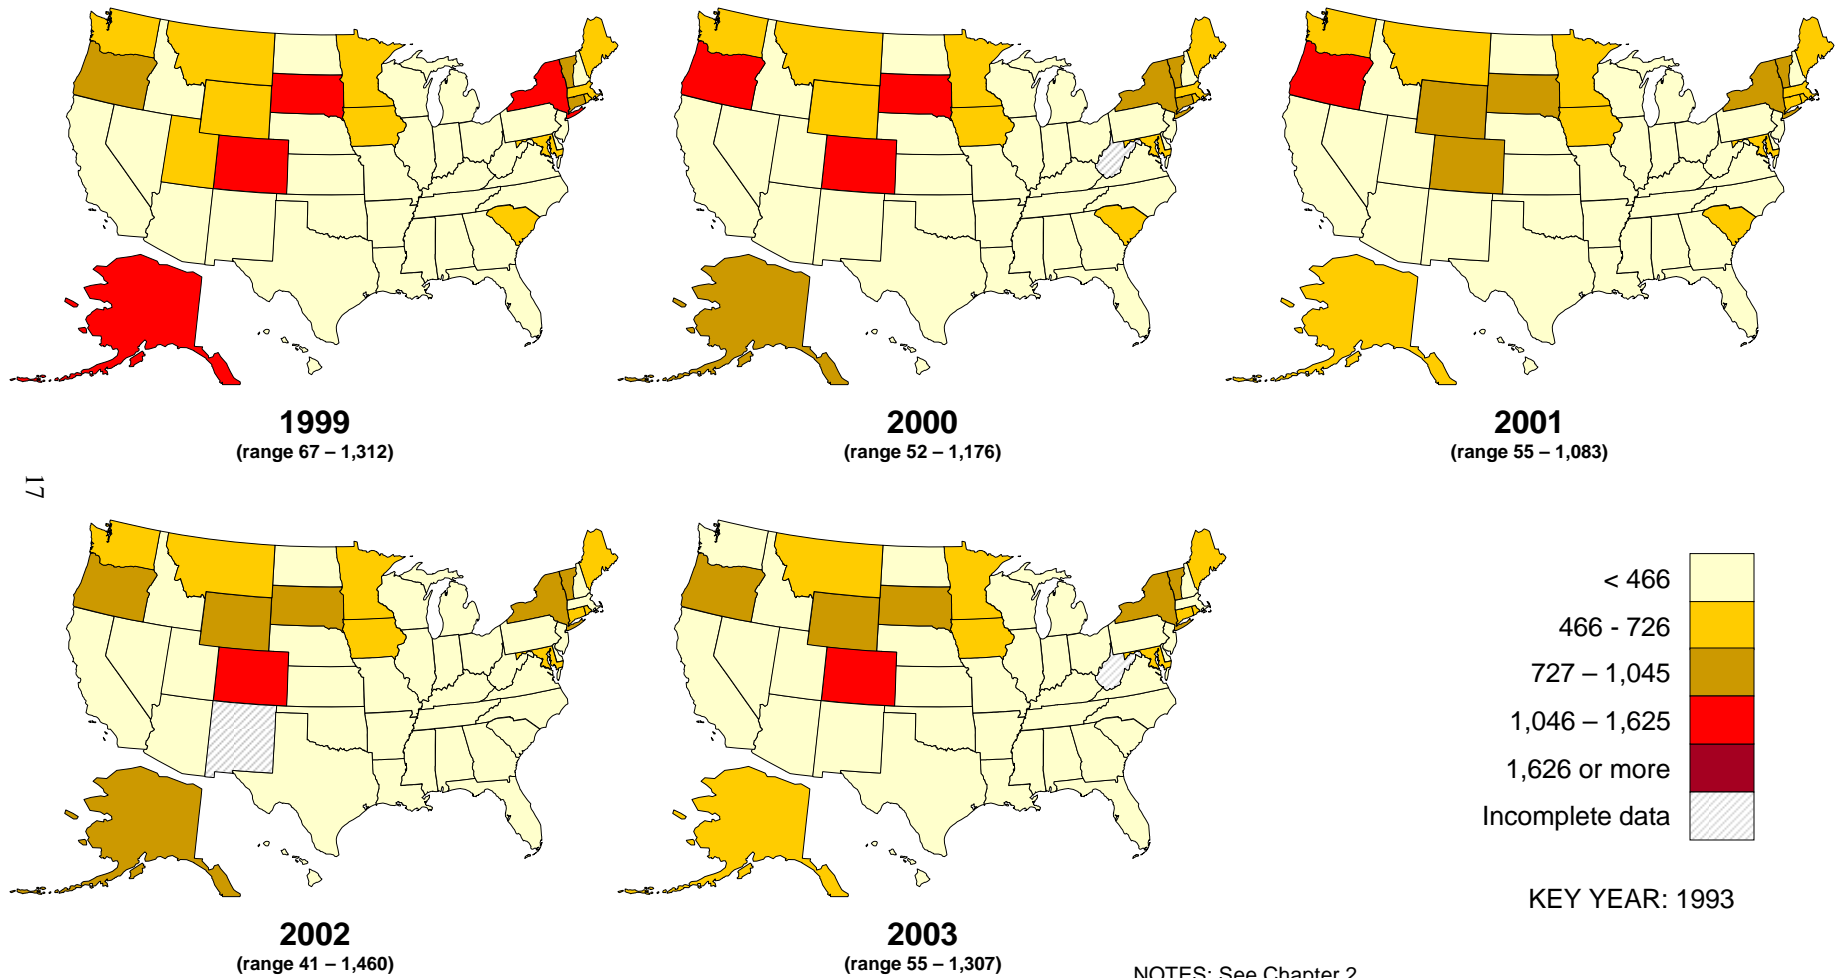 1999
(range 67 – 1,312)
2000
(range 52 – 1,176)
2001
(range 55 – 1,083)
17
2002
(range 41 – 1,460)
2003
(range 55 – 1,307)
< 466
466 - 726
727 – 1,045
1,046 – 1,625
1,626 or more
Incomplete data
KEY YEAR: 1993
NOTES: See Chapter 2